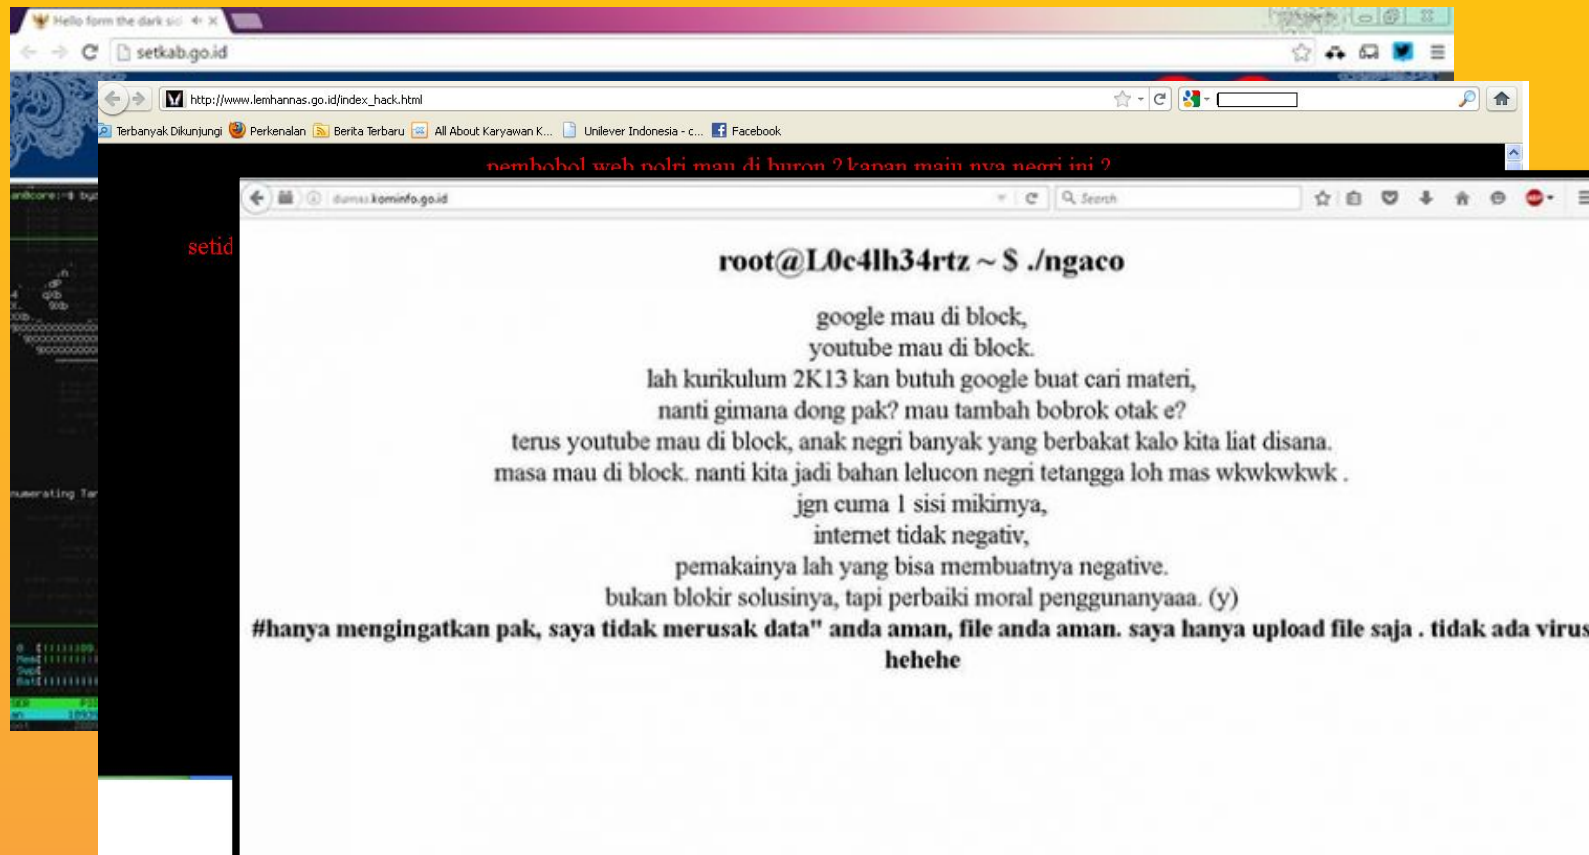 Hello form the dark sid
setkab.go.id
http://www.lemhannas.go.id/index_hack.html
Terbanyak Dikunjungi Perkenalan Berita Terbaru All About Karyawan K... Unilever Indonesia - c... Facebook
pembobol web polri mau di buron ? kapan maju nya negri ini ?
setid
dumas.kominfo.go.id Search
root@L0c4lh34rtz ~ $ ./ngaco
google mau di block,
youtube mau di block.
lah kurikulum 2K13 kan butuh google buat cari materi,
nanti gimana dong pak? mau tambah bobrok otak e?
terus youtube mau di block, anak negri banyak yang berbakat kalo kita liat disana.
masa mau di block. nanti kita jadi bahan lelucon negri tetangga loh mas wkwkwkwk .
jgn cuma 1 sisi mikirnya,
internet tidak negativ,
pemakainya lah yang bisa membuatnya negative.
bukan blokir solusinya, tapi perbaiki moral penggunanyaaa. (y)
#hanya mengingatkan pak, saya tidak merusak data" anda aman, file anda aman. saya hanya upload file saja . tidak ada virus
hehehe